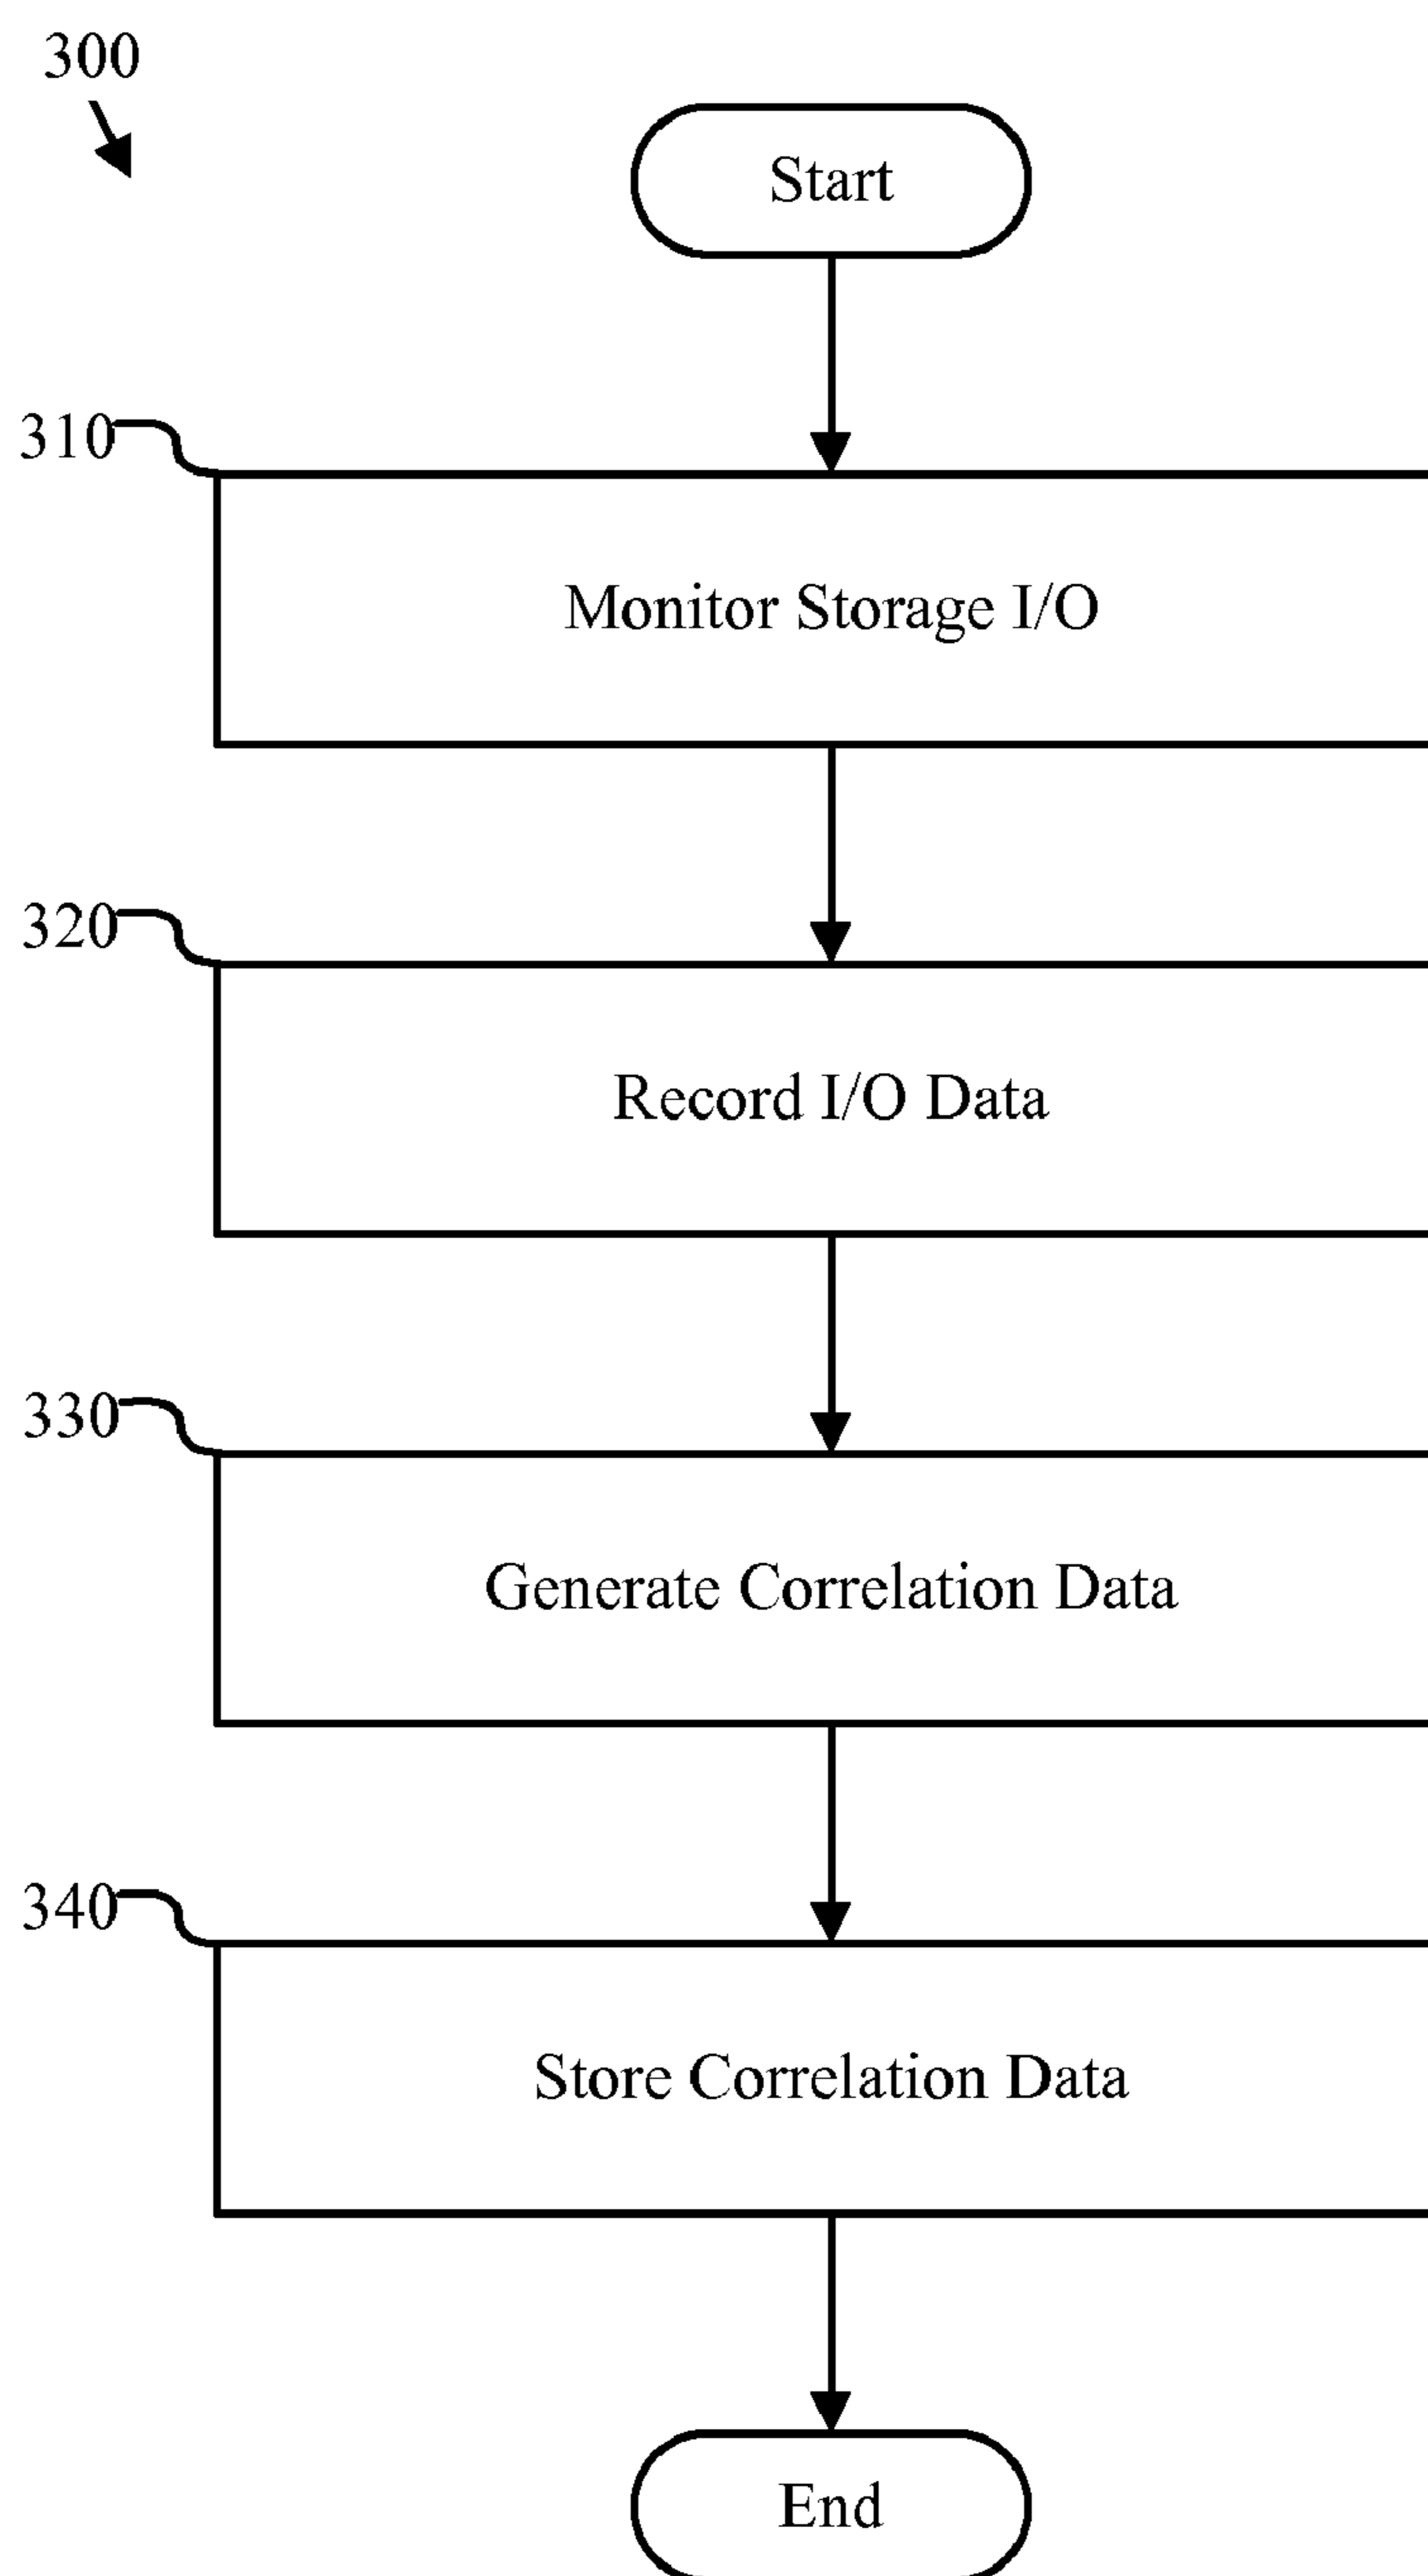 300
Start
310
Monitor Storage I/O
320
Record I/O Data
330
Generate Correlation Data
340
Store Correlation Data
End